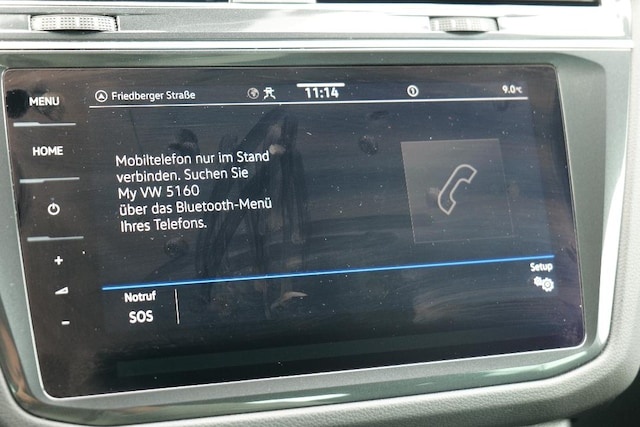 MENU
HOME
+
-
Friedberger Straße
11:14
9.0°C
Mobiltelefon nur im Stand
verbinden. Suchen Sie
My VW 5160
über das Bluetooth-Menü
Ihres Telefons.
Setup
Notruf
SOS